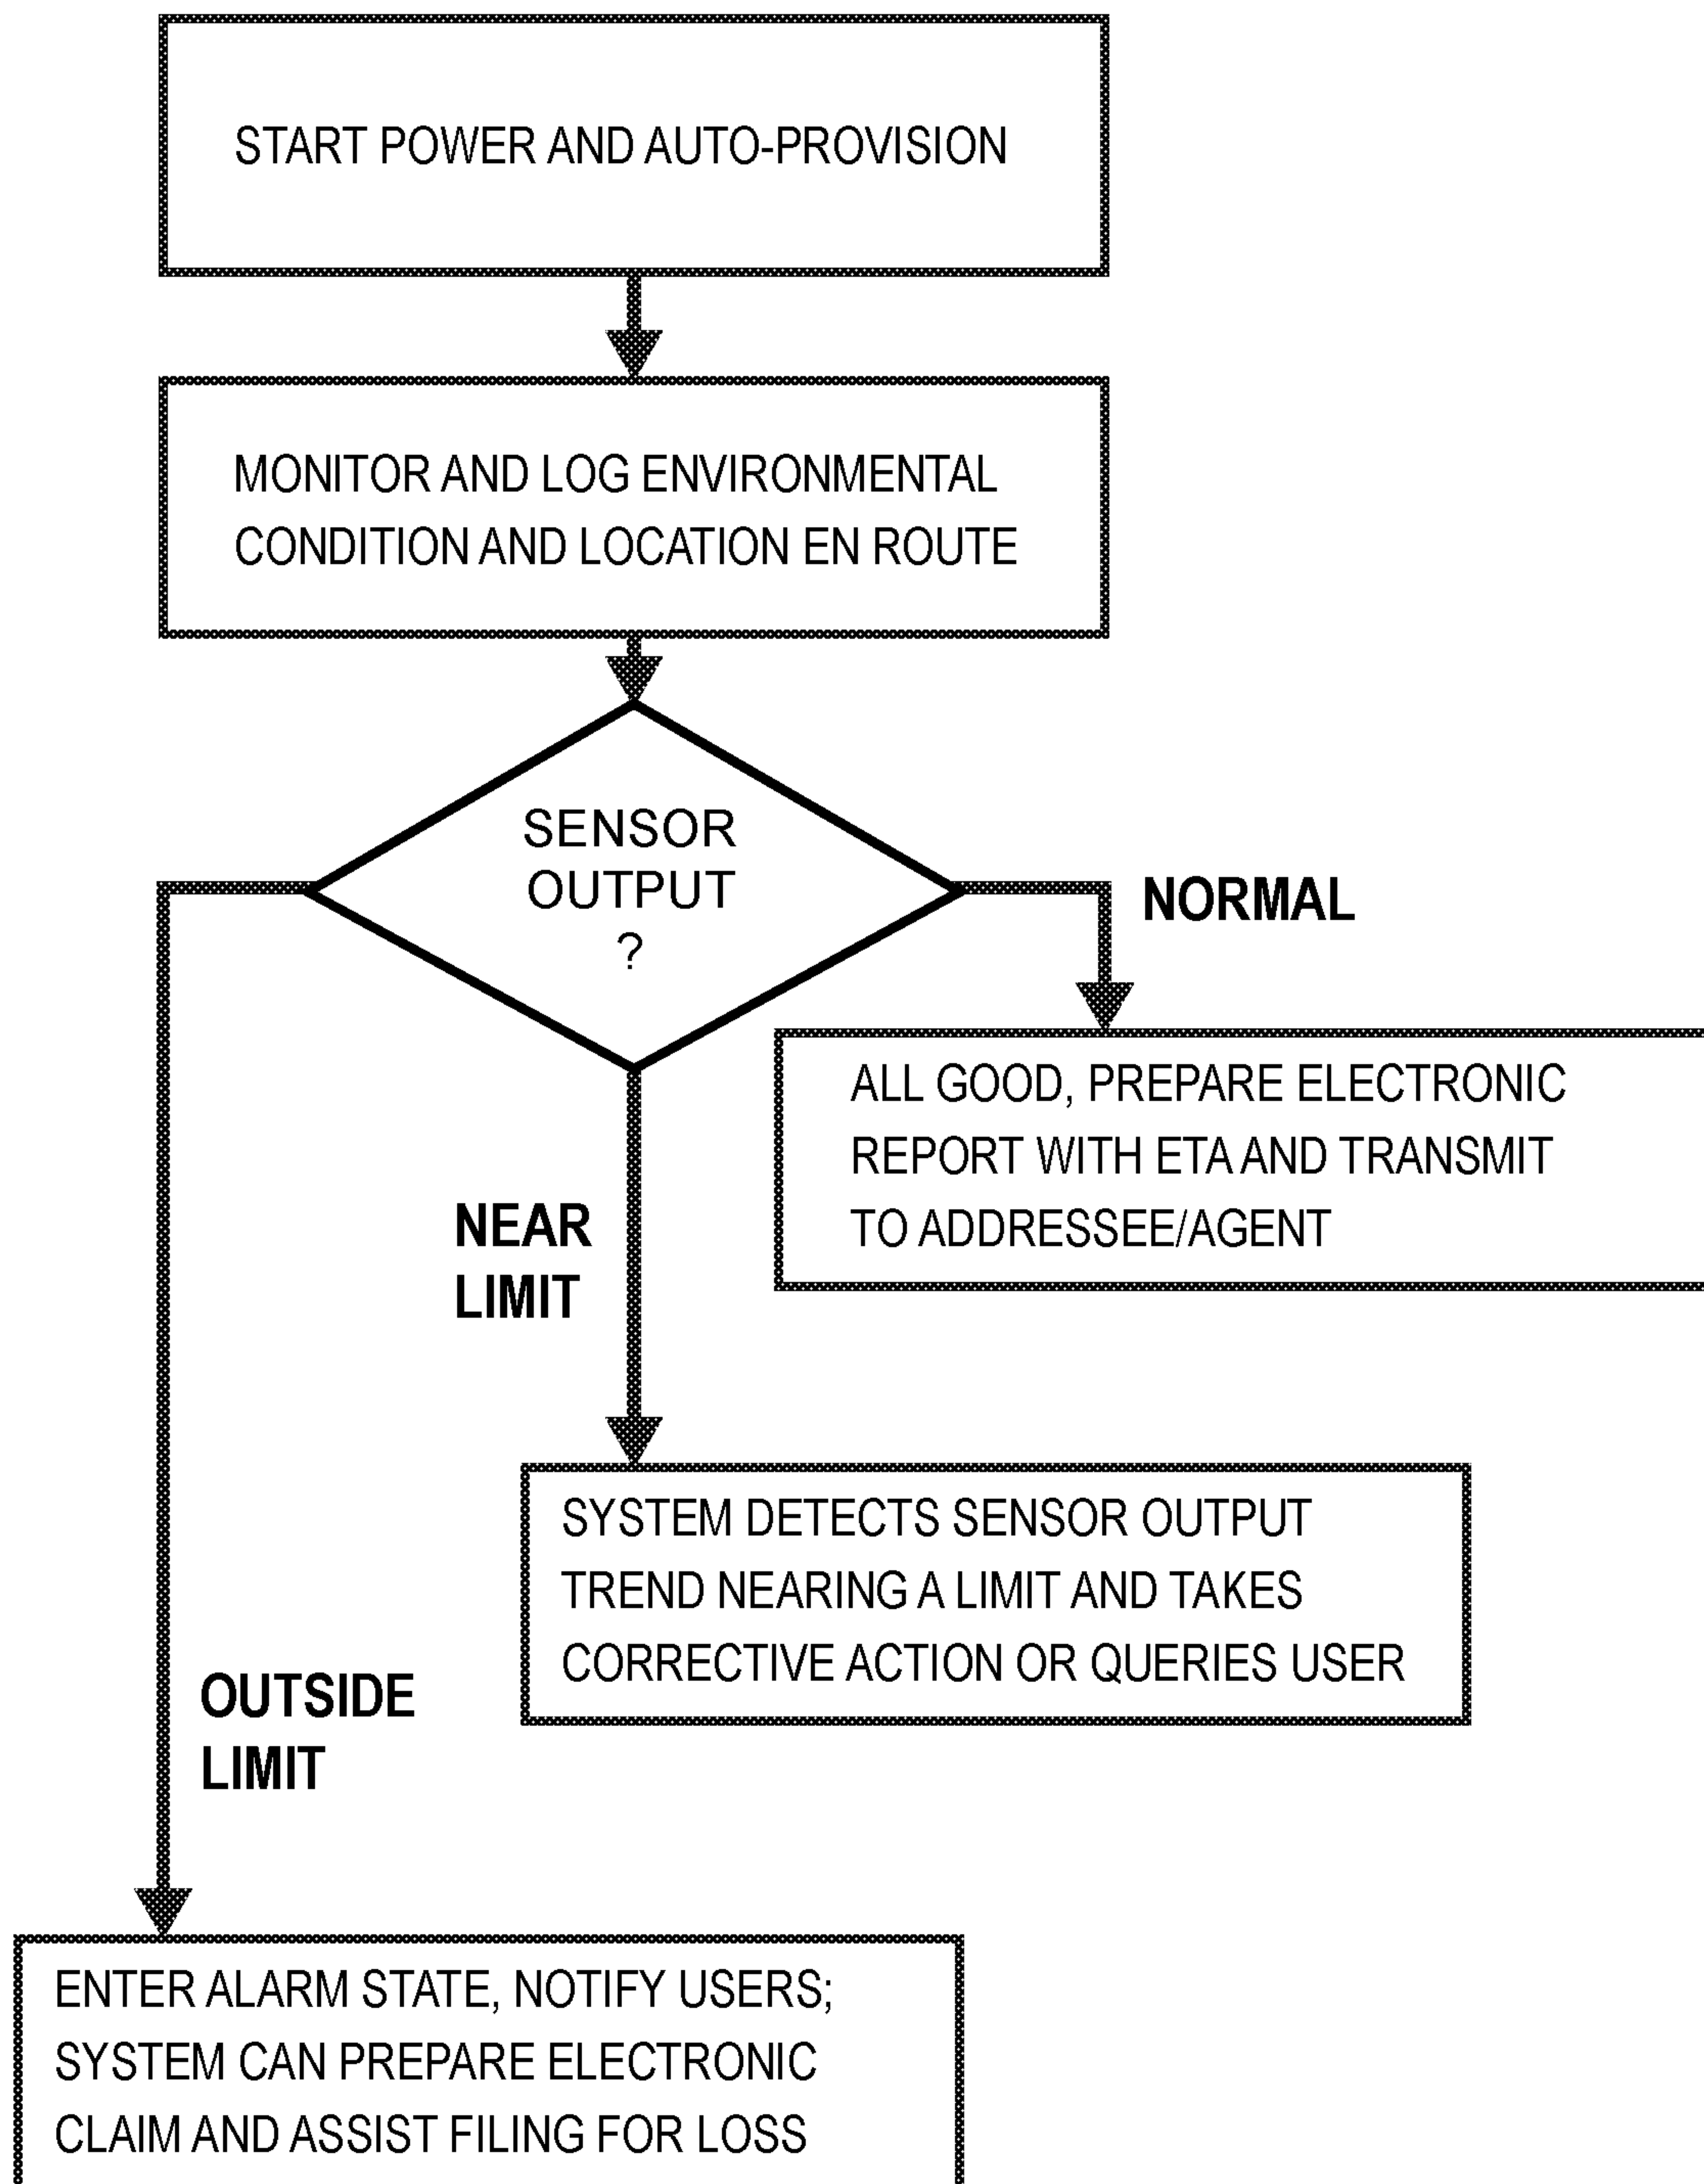 START POWER AND AUTO-PROVISION
MONITOR AND LOG ENVIRONMENTAL
CONDITION AND LOCATION EN ROUTE
SENSOR
OUTPUT
?
NORMAL
ALL GOOD, PREPARE ELECTRONIC
REPORT WITH ETA AND TRANSMIT
TO ADDRESSEE/AGENT
NEAR
LIMIT
SYSTEM DETECTS SENSOR OUTPUT
TREND NEARING A LIMIT AND TAKES
CORRECTIVE ACTION OR QUERIES USER
OUTSIDE
LIMIT
ENTER ALARM STATE, NOTIFY USERS;
SYSTEM CAN PREPARE ELECTRONIC
CLAIM AND ASSIST FILING FOR LOSS